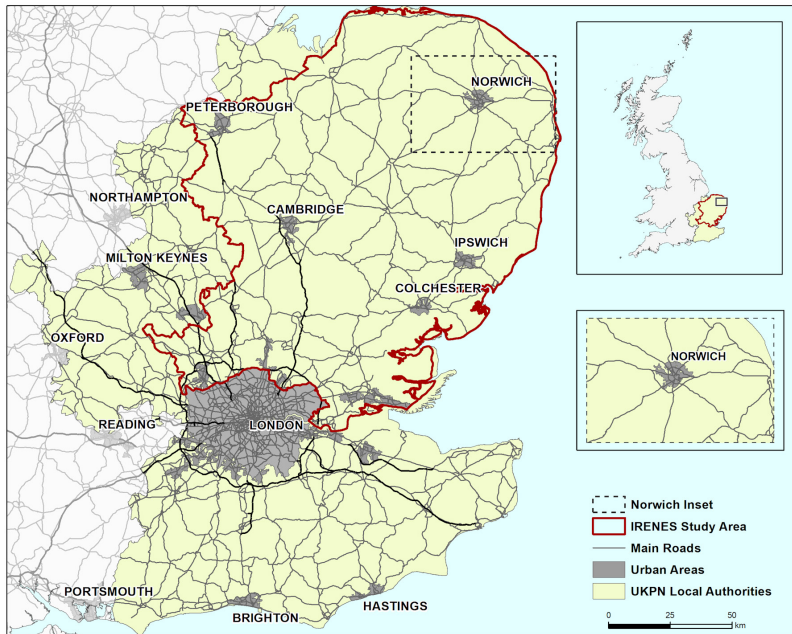 NORWICH
PETERBOROUGH
NORTHAMPTON
CAMBRIDGE
IPSWICH
MILTON KEYNES
COLCHESTER
OXFORD
READING
LONDON
PORTSMOUTH
HASTINGS
BRIGHTON
NORWICH
Norwich Inset
IRENES Study Area
Main Roads
Urban Areas
UKPN Local Authorities
0 25 50
km